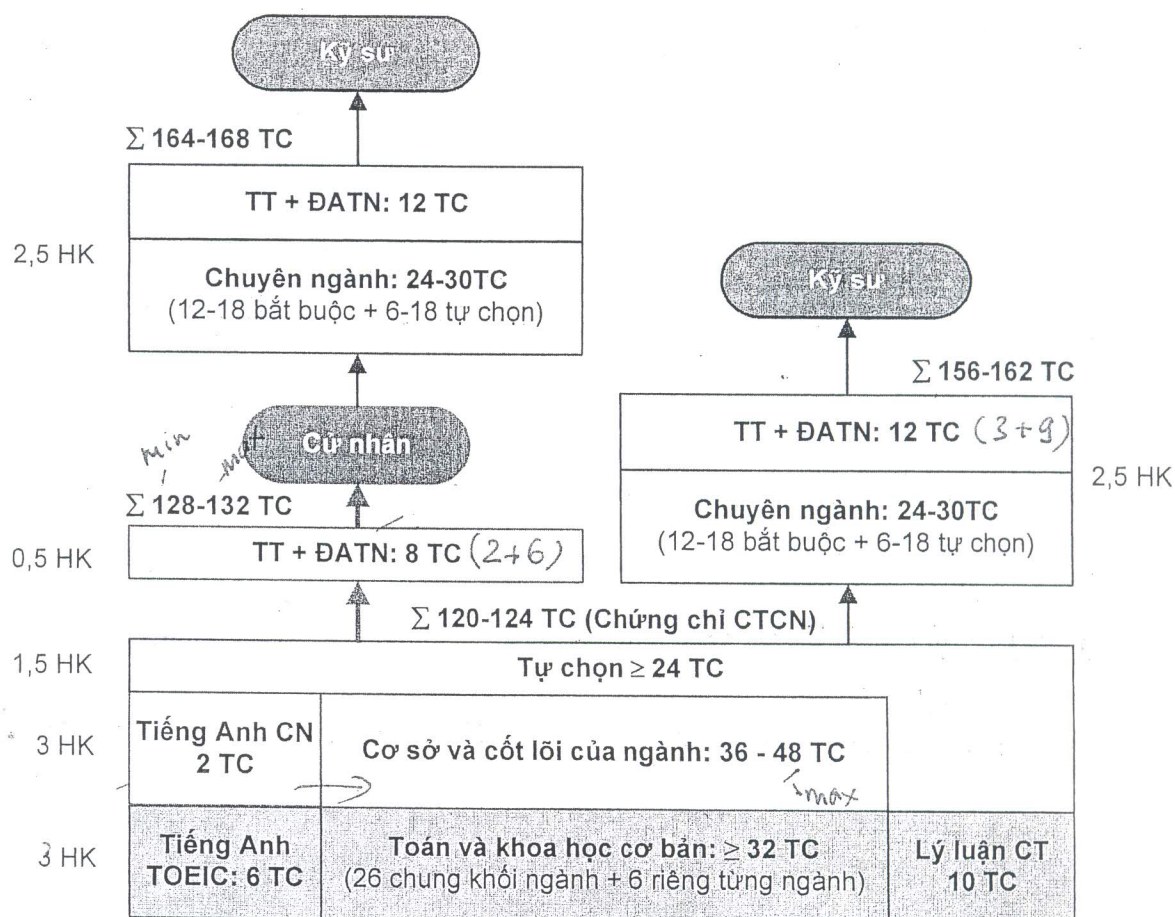 Kỹ sư
∑ 164-168 TC
TT + ĐATN: 12 TC
2,5 HK
Chuyên ngành: 24-30TC
(12-18 bắt buộc + 6-18 tự chọn)
Kỹ sư
∑ 156-162 TC
TT + ĐATN: 12 TC (3+9)
2,5 HK
Chuyên ngành: 24-30TC
(12-18 bắt buộc + 6-18 tự chọn)
Cử nhân
min
∑ 128-132 TC
0,5 HK
TT + ĐATN: 8 TC (2+6)
∑ 120-124 TC (Chứng chỉ CTCN)
1,5 HK
Tự chọn ≥ 24 TC
3 HK
Tiếng Anh CN
2 TC
Cơ sở và cốt lõi của ngành: 36 - 48 TC
max
3 HK
Tiếng Anh
TOEIC: 6 TC
Toán và khoa học cơ bản: ≥ 32 TC
(26 chung khối ngành + 6 riêng từng ngành)
Lý luận CT
10 TC